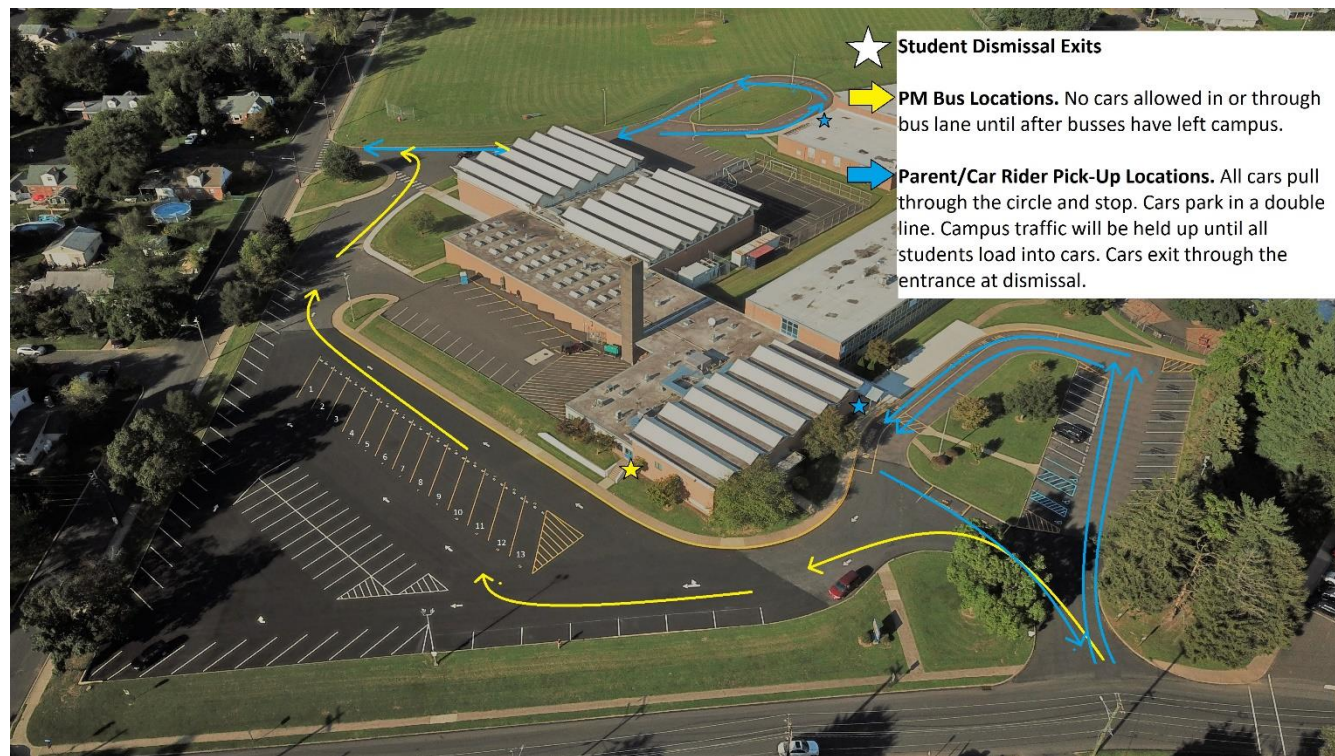 Student Dismissal Exits
PM Bus Locations. No cars allowed in or through
bus lane until after busses have left campus.
Parent/Car Rider Pick-Up Locations. All cars pull
through the circle and stop. Cars park in a double
line. Campus traffic will be held up until all
students load into cars. Cars exit through the
entrance at dismissal.
1
2
3
4
5
6
7
8
9
10
11
12
13